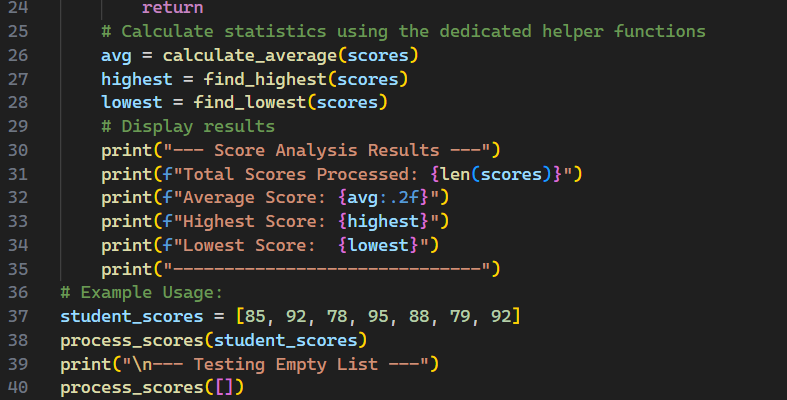 24            return
25        # Calculate statistics using the dedicated helper functions
26        avg = calculate_average(scores)
27        highest = find_highest(scores)
28        lowest = find_lowest(scores)
29        # Display results
30        print("--- Score Analysis Results ---")
31        print(f"Total Scores Processed: {len(scores)}")
32        print(f"Average Score: {avg:.2f}")
33        print(f"Highest Score: {highest}")
34        print(f"Lowest Score:  {lowest}")
35        print("------------------------------")
36    # Example Usage:
37    student_scores = [85, 92, 78, 95, 88, 79, 92]
38    process_scores(student_scores)
39    print("\n--- Testing Empty List ---")
40    process_scores([])